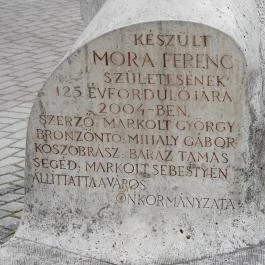 KÉSZÜLT
MÓRA FERENC
SZÜLETÉSÉNEK
125 ÉVFORDULÓJÁRA
2004-BEN.
SZERZŐ: MARKOLT GYÖRGY
BRONZÖNTŐ: MIHÁLY GÁBOR
KŐSZOBRÁSZ: BARÁZ TAMÁS
SEGÉD: MARKOLT SEBESTYÉN
ÁLLÍTTATTA A VÁROS
ÖNKORMÁNYZATA